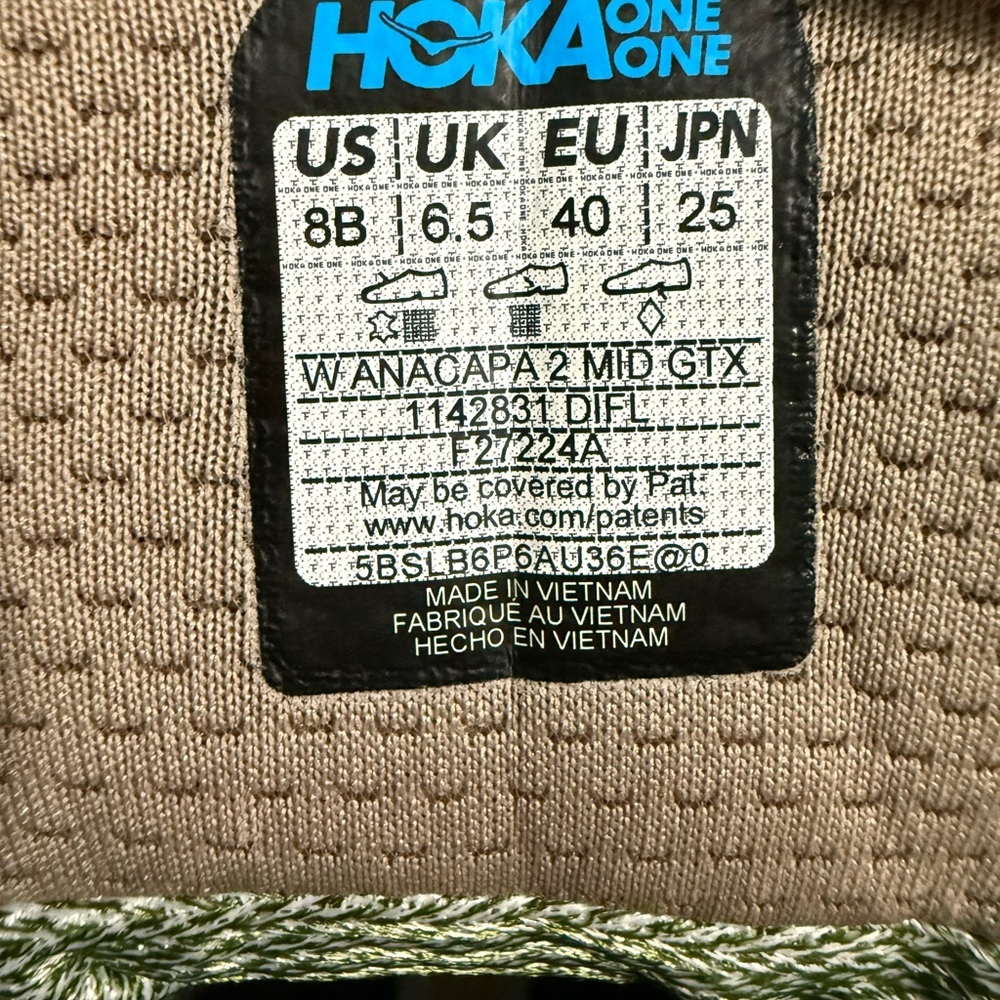 HOKA ONE ONE
US UK EU JPN
8B 6.5 40 25
W ANACAPA 2 MID GTX
1142831 DIFL
F27224A
May be covered by Pat:
www.hoka.com/patents
5BSLB6P6AU36E@0
MADE IN VIETNAM
FABRIQUÉ AU VIETNAM
HECHO EN VIETNAM